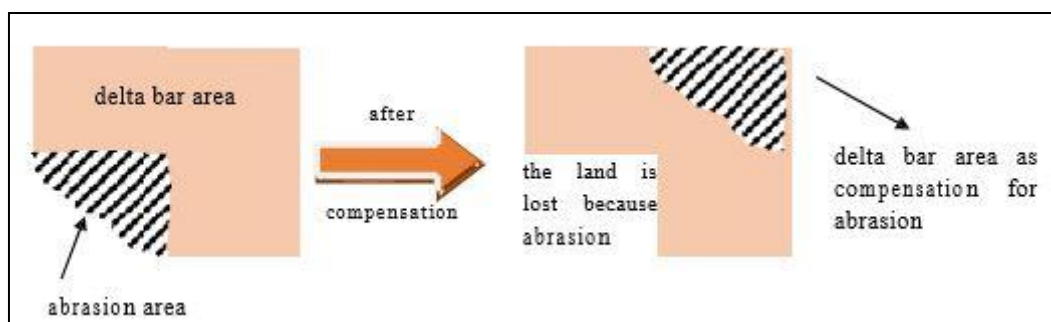 delta bar area
abrasion area
after
compensation
the land is
lost because
abrasion
delta bar area as
compensation for
abrasion